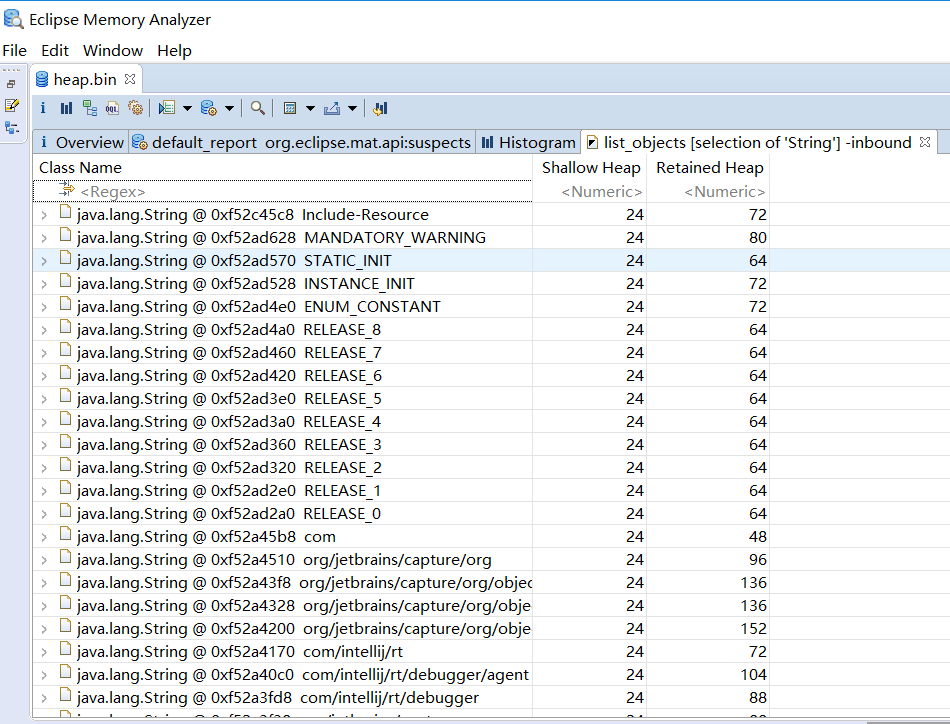 Eclipse Memory Analyzer
File Edit Window Help
heap.bin
i OQL
i Overview default_report org.eclipse.mat.api:suspects Histogram list_objects [selection of 'String'] -inbound
Class Name Shallow Heap Retained Heap
<Regex> <Numeric> <Numeric>
java.lang.String @ 0xf52c45c8 Include-Resource 24 72
java.lang.String @ 0xf52ad628 MANDATORY_WARNING 24 80
java.lang.String @ 0xf52ad570 STATIC_INIT 24 64
java.lang.String @ 0xf52ad528 INSTANCE_INIT 24 72
java.lang.String @ 0xf52ad4e0 ENUM_CONSTANT 24 72
java.lang.String @ 0xf52ad4a0 RELEASE_8 24 64
java.lang.String @ 0xf52ad460 RELEASE_7 24 64
java.lang.String @ 0xf52ad420 RELEASE_6 24 64
java.lang.String @ 0xf52ad3e0 RELEASE_5 24 64
java.lang.String @ 0xf52ad3a0 RELEASE_4 24 64
java.lang.String @ 0xf52ad360 RELEASE_3 24 64
java.lang.String @ 0xf52ad320 RELEASE_2 24 64
java.lang.String @ 0xf52ad2e0 RELEASE_1 24 64
java.lang.String @ 0xf52ad2a0 RELEASE_0 24 64
java.lang.String @ 0xf52a45b8 com 24 48
java.lang.String @ 0xf52a4510 org/jetbrains/capture/org 24 96
java.lang.String @ 0xf52a43f8 org/jetbrains/capture/org/objec 24 136
java.lang.String @ 0xf52a4328 org/jetbrains/capture/org/obje 24 136
java.lang.String @ 0xf52a4200 org/jetbrains/capture/org/obje 24 152
java.lang.String @ 0xf52a4170 com/intellij/rt 24 72
java.lang.String @ 0xf52a40c0 com/intellij/rt/debugger/agent 24 104
java.lang.String @ 0xf52a3fd8 com/intellij/rt/debugger 24 88